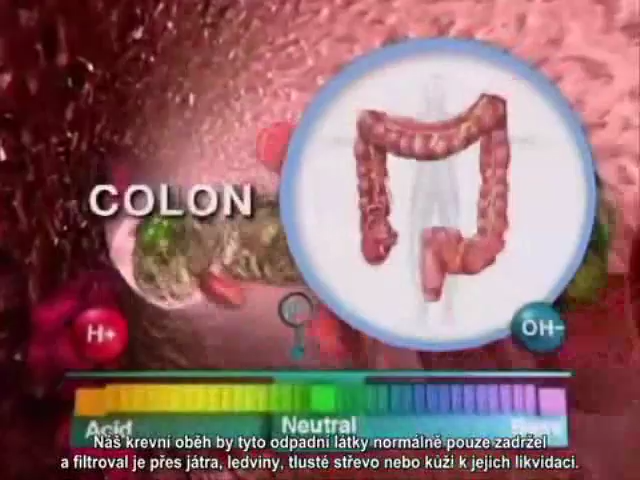 COLON
H+
OH-
Acid
Neutral
Náš krevní oběh by tyto odpadní látky normálně pouze zadržel
a filtroval je přes játra, ledviny, tlusté střevo nebo kůži k jejich likvidaci.